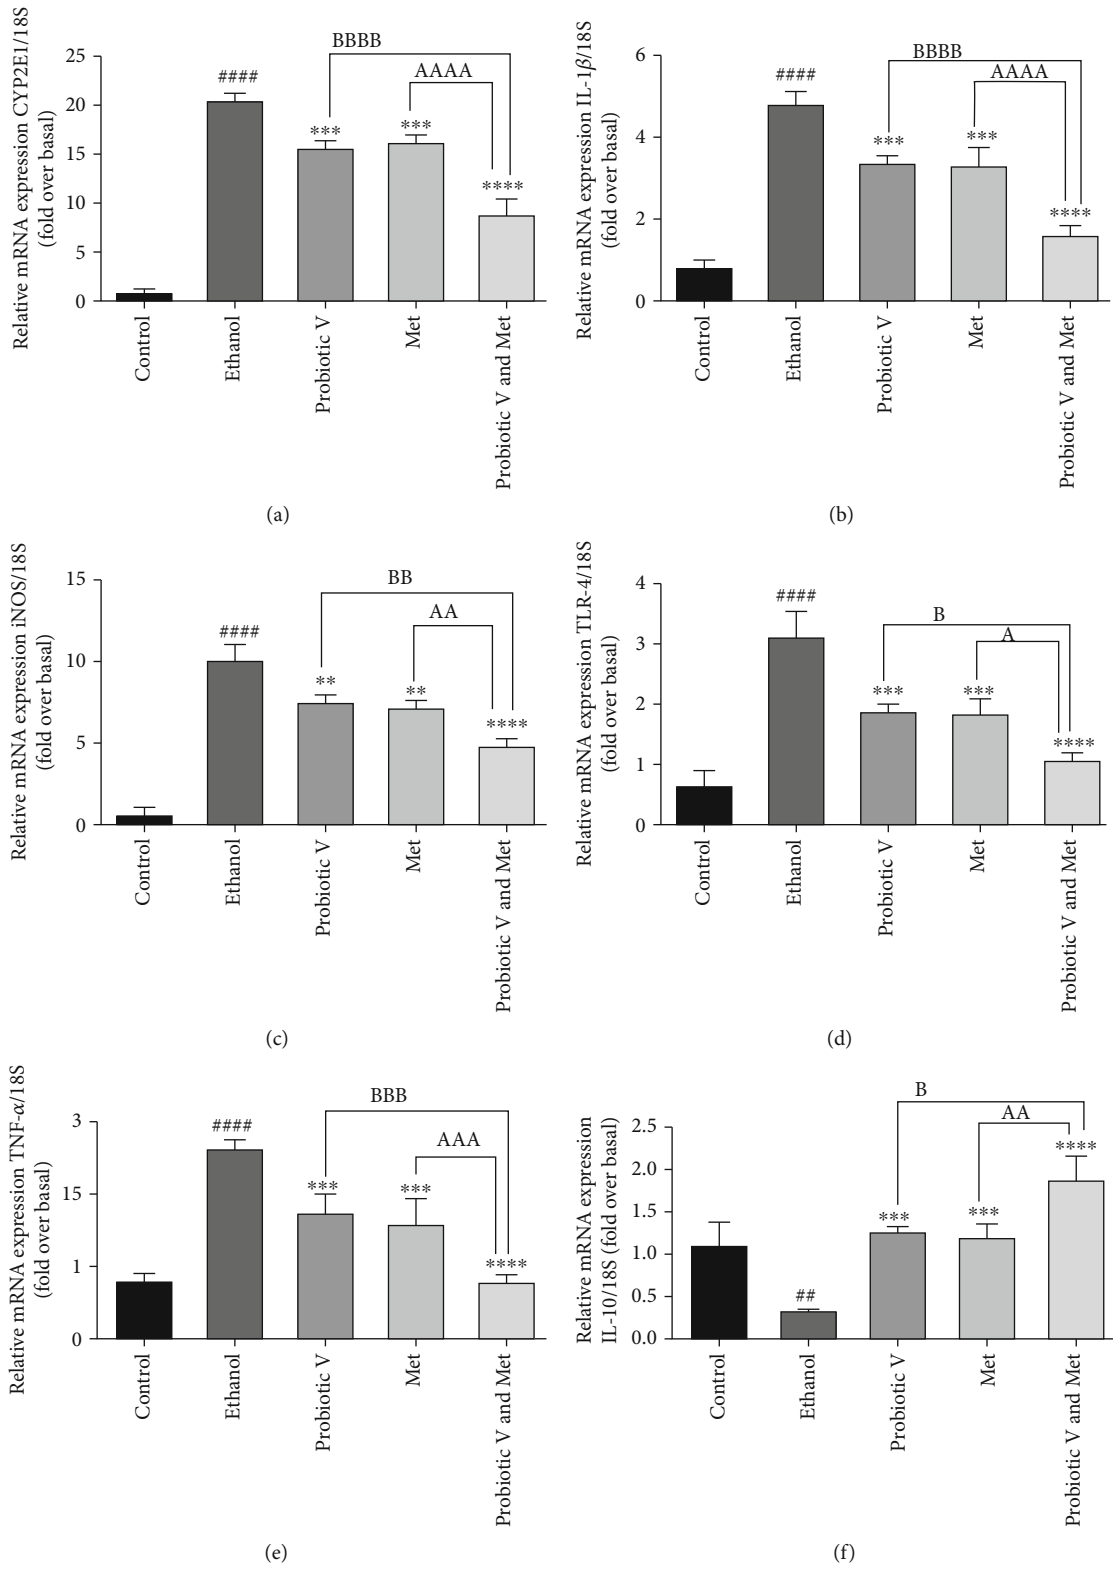 Relative mRNA expression CYP2E1/18S
(fold over basal)
25
20
15
10
5
0
####
***
***
****
BBBB
AAAA
Control
Ethanol
Probiotic V
Met
Probiotic V and Met
(a)
Relative mRNA expression IL-1β/18S
(fold over basal)
6
4
2
0
####
***
***
****
BBBB
AAAA
Control
Ethanol
Probiotic V
Met
Probiotic V and Met
(b)
Relative mRNA expression iNOS/18S
(fold over basal)
15
10
5
0
####
**
**
****
BB
AA
Control
Ethanol
Probiotic V
Met
Probiotic V and Met
(c)
Relative mRNA expression TLR-4/18S
(fold over basal)
4
3
2
1
0
####
***
***
****
B
A
Control
Ethanol
Probiotic V
Met
Probiotic V and Met
(d)
Relative mRNA expression TNF-α/18S
(fold over basal)
3
15
1
0
####
***
***
****
BBB
AAA
Control
Ethanol
Probiotic V
Met
Probiotic V and Met
(e)
Relative mRNA expression
IL-10/18S (fold over basal)
2.5
2.0
1.5
1.0
0.5
0.0
##
***
***
****
B
AA
Control
Ethanol
Probiotic V
Met
Probiotic V and Met
(f)